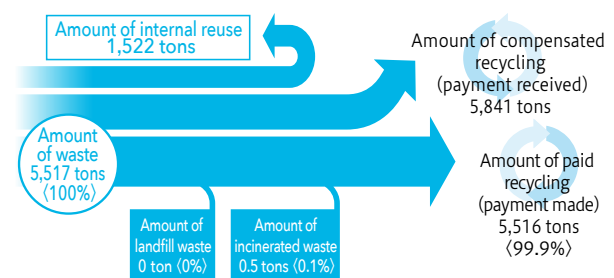 Amount of internal reuse
1,522 tons
Amount of compensated
recycling
(payment received)
5,841 tons
Amount
of waste
5,517 tons
〈100%〉
Amount of paid
recycling
(payment made)
5,516 tons
〈99.9%〉
Amount of
landfill waste
0 ton〈0%〉
Amount of
incinerated waste
0.5 tons〈0.1%〉